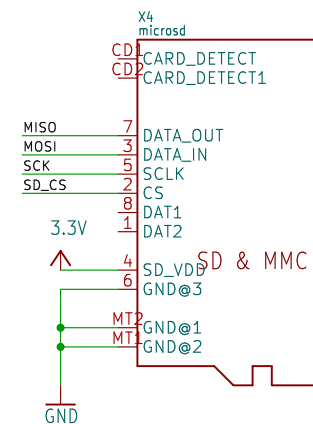 X4
microsd
CD1 CARD_DETECT
CD2 CARD_DETECT1
MISO 7 DATA_OUT
MOSI 3 DATA_IN
SCK 5 SCLK
SD_CS 2 CS
8 DAT1
1 DAT2
3.3V
4 SD_VDD SD & MMC
6 GND@3
MT2 GND@1
MT1 GND@2
GND